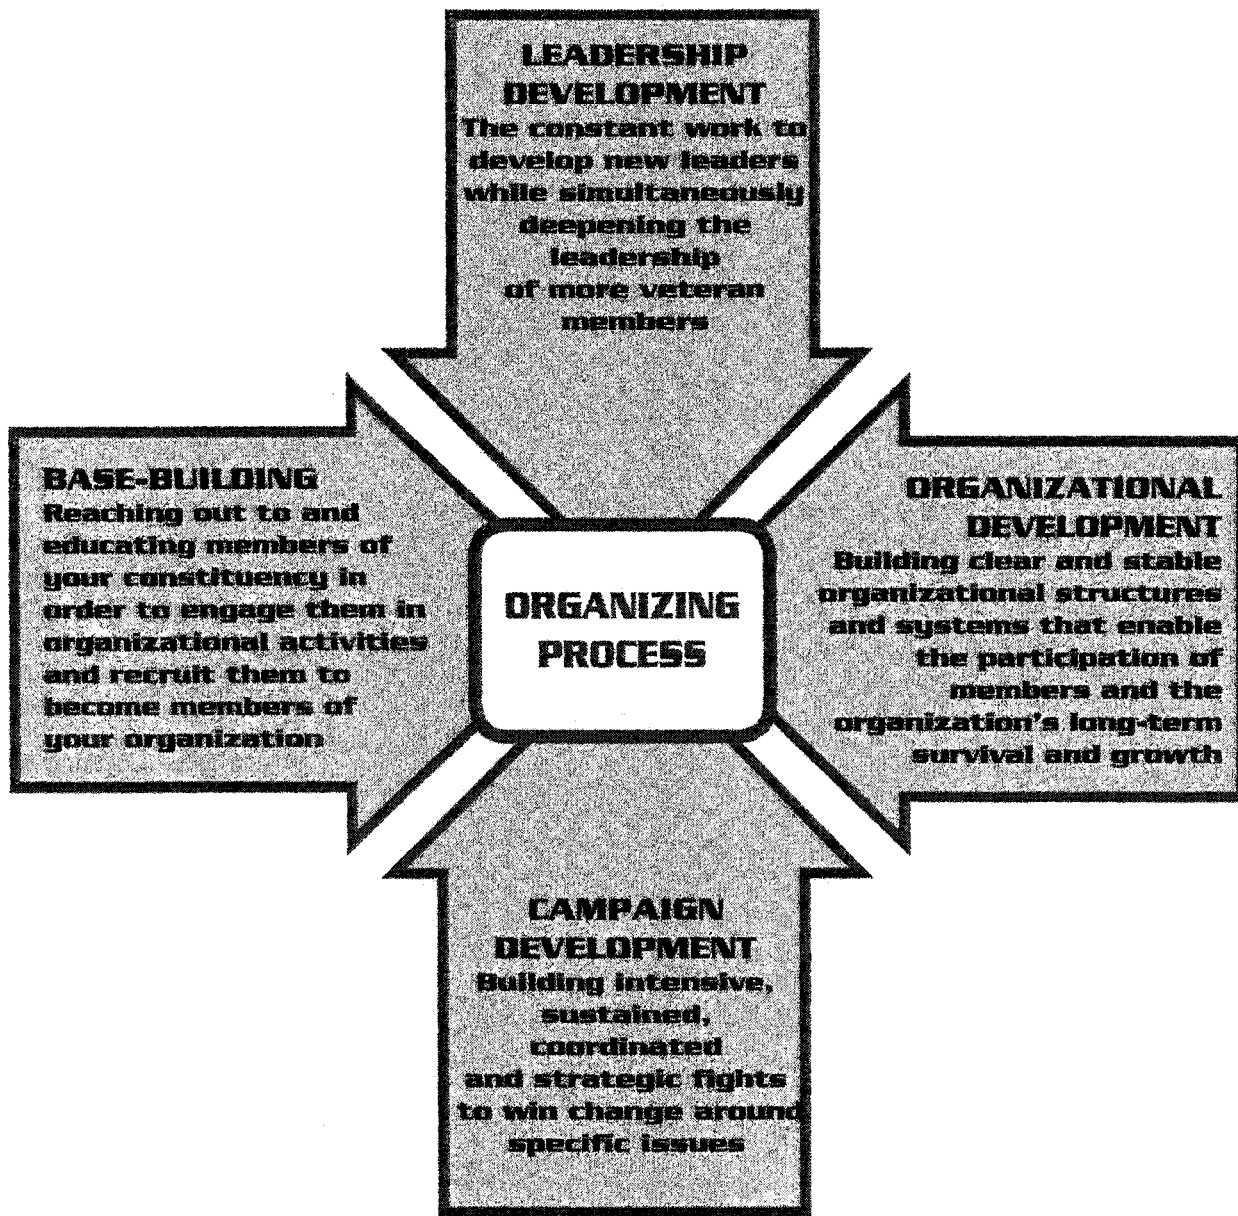 LEADERSHIP
DEVELOPMENT
The constant work to
develop new leaders
while simultaneously
deepening the
leadership
of more veteran
members
BASE-BUILDING
Reaching out to and
educating members of
your constituency in
order to engage them in
organizational activities
and recruit them to
become members of
your organization
ORGANIZING
PROCESS
ORGANIZATIONAL
DEVELOPMENT
Building clear and stable
organizational structures
and systems that enable
the participation of
members and the
organization's long-term
survival and growth
CAMPAIGN
DEVELOPMENT
Building intensive,
sustained,
coordinated
and strategic fights
to win change around
specific issues